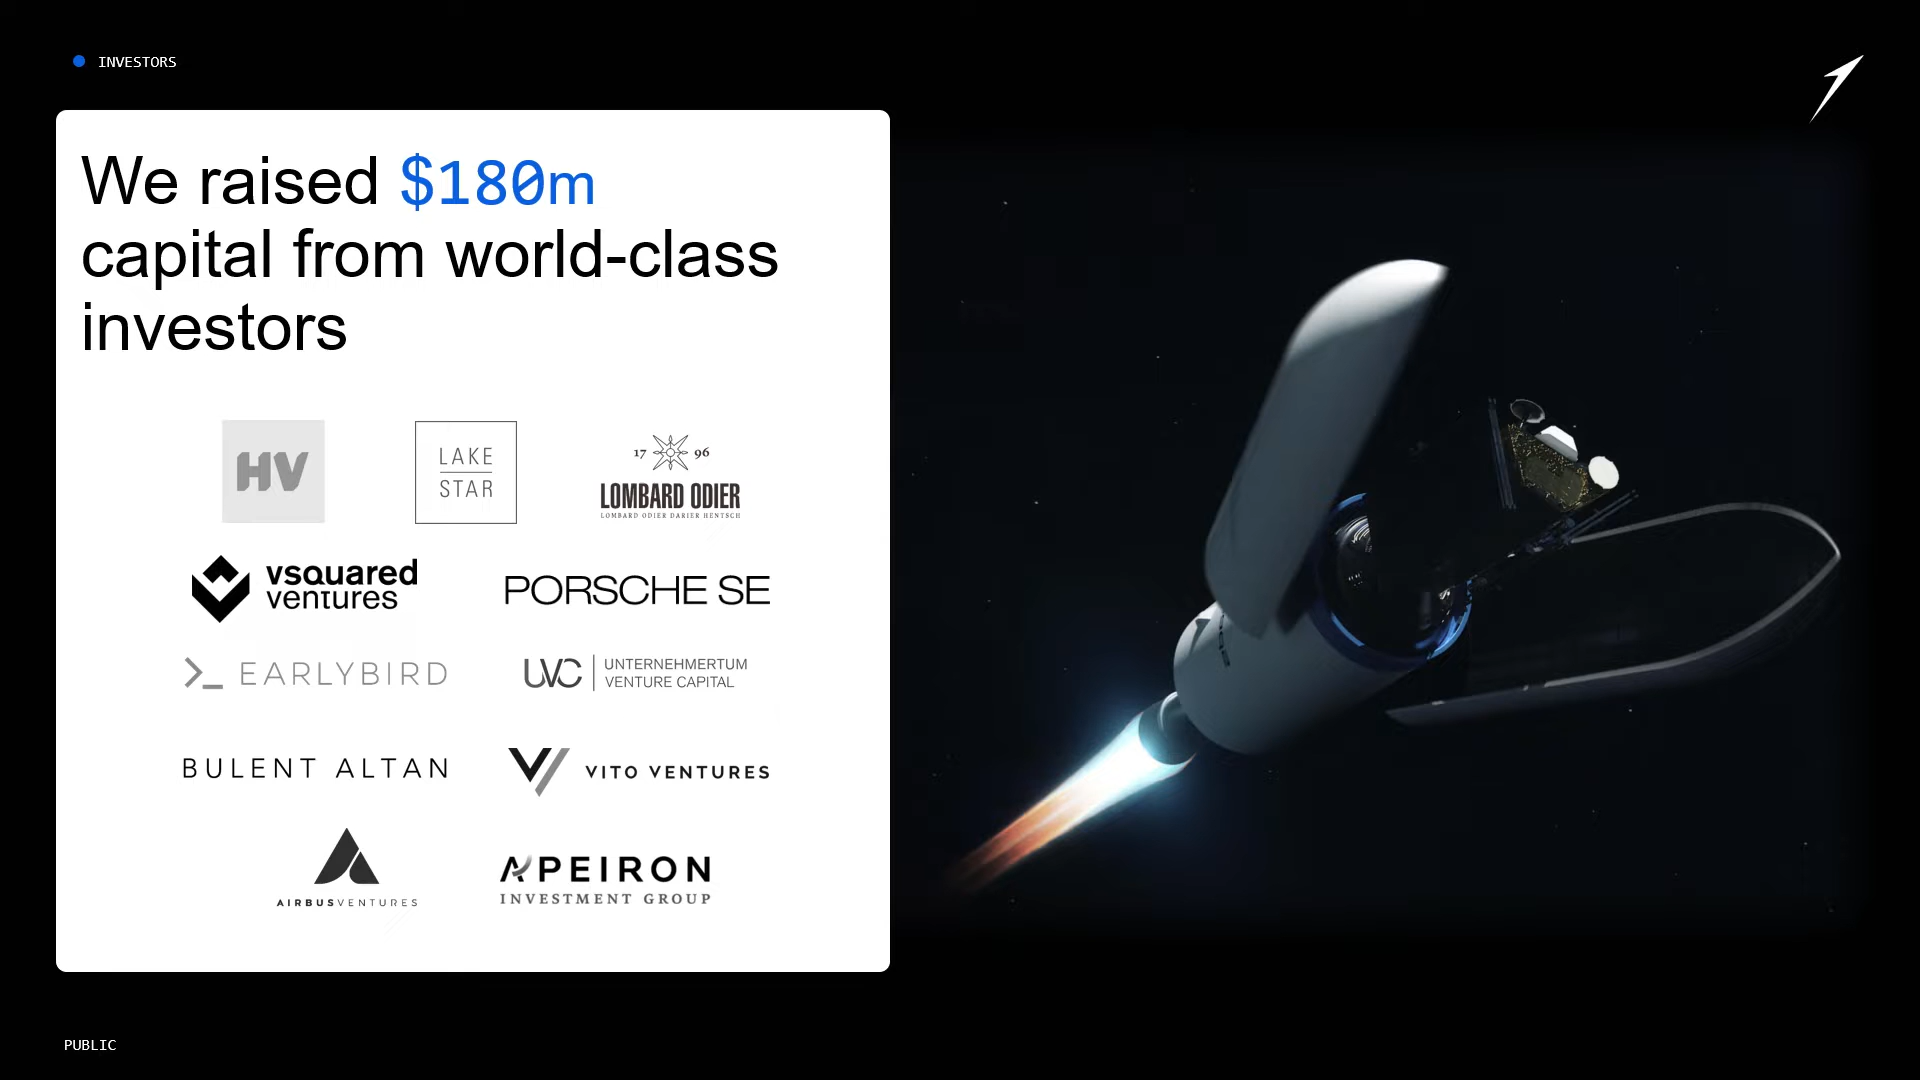 INVESTORS
We raised $180m
capital from world-class
investors
HV
LAKE
STAR
17 96
LOMBARD ODIER
LOMBARD ODIER DARIER HENTSCH
vsquared
ventures
PORSCHE SE
EARLYBIRD
UVC
UNTERNEHMERTUM
VENTURE CAPITAL
BULENT ALTAN
VITO VENTURES
AIRBUSVENTURES
APEIRON
INVESTMENT GROUP
PUBLIC